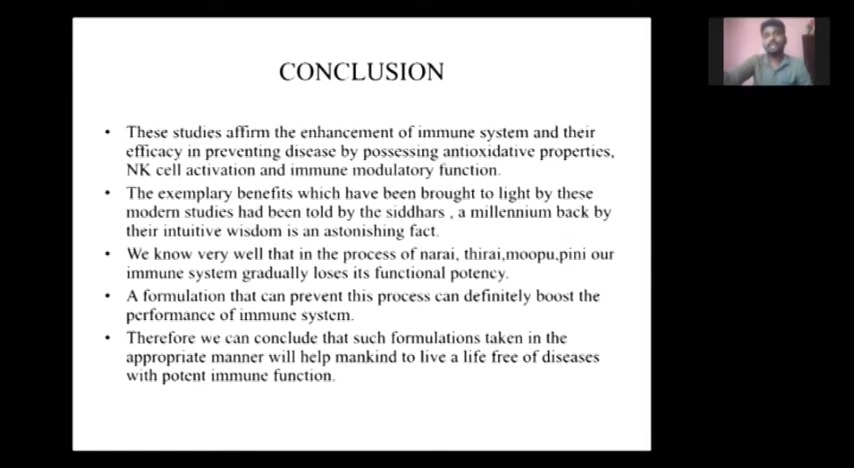 CONCLUSION
• These studies affirm the enhancement of immune system and their
efficacy in preventing disease by possessing antioxidative properties,
NK cell activation and immune modulatory function.
• The exemplary benefits which have been brought to light by these
modern studies had been told by the siddhars , a millennium back by
their intuitive wisdom is an astonishing fact.
• We know very well that in the process of narai, thirai,moopu,pini our
immune system gradually loses its functional potency.
• A formulation that can prevent this process can definitely boost the
performance of immune system.
• Therefore we can conclude that such formulations taken in the
appropriate manner will help mankind to live a life free of diseases
with potent immune function.